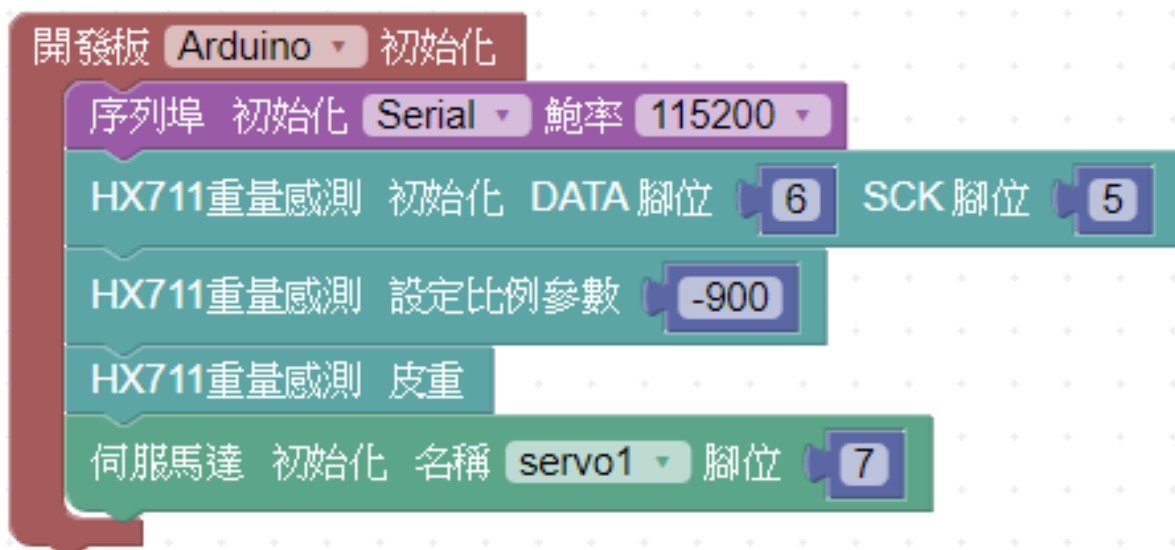 開發板 Arduino 初始化
序列埠 初始化 Serial 鮑率 115200
HX711重量感測 初始化 DATA 腳位 6 SCK 腳位 5
HX711重量感測 設定比例參數 -900
HX711重量感測 皮重
伺服馬達 初始化 名稱 servo1 腳位 7